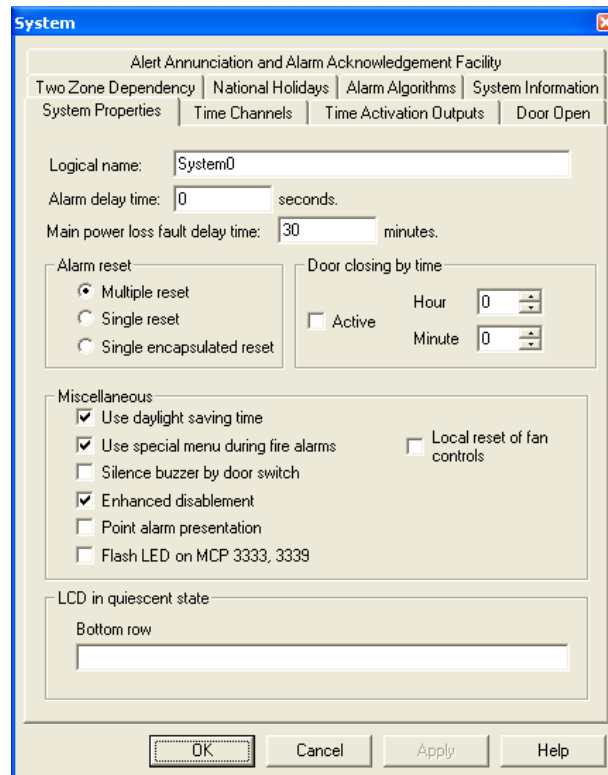 System
Alert Annunciation and Alarm Acknowledgement Facility
Two Zone Dependency National Holidays Alarm Algorithms System Information
System Properties Time Channels Time Activation Outputs Door Open
Logical name: System0
Alarm delay time: 0 seconds.
Main power loss fault delay time: 30 minutes.
Alarm reset
Multiple reset
Single reset
Single encapsulated reset
Door closing by time
Active
Hour 0
Minute 0
Miscellaneous
Use daylight saving time
Use special menu during fire alarms
Silence buzzer by door switch
Enhanced disablement
Point alarm presentation
Flash LED on MCP 3333, 3339
Local reset of fan
controls
LCD in quiescent state
Bottom row
OK Cancel Apply Help